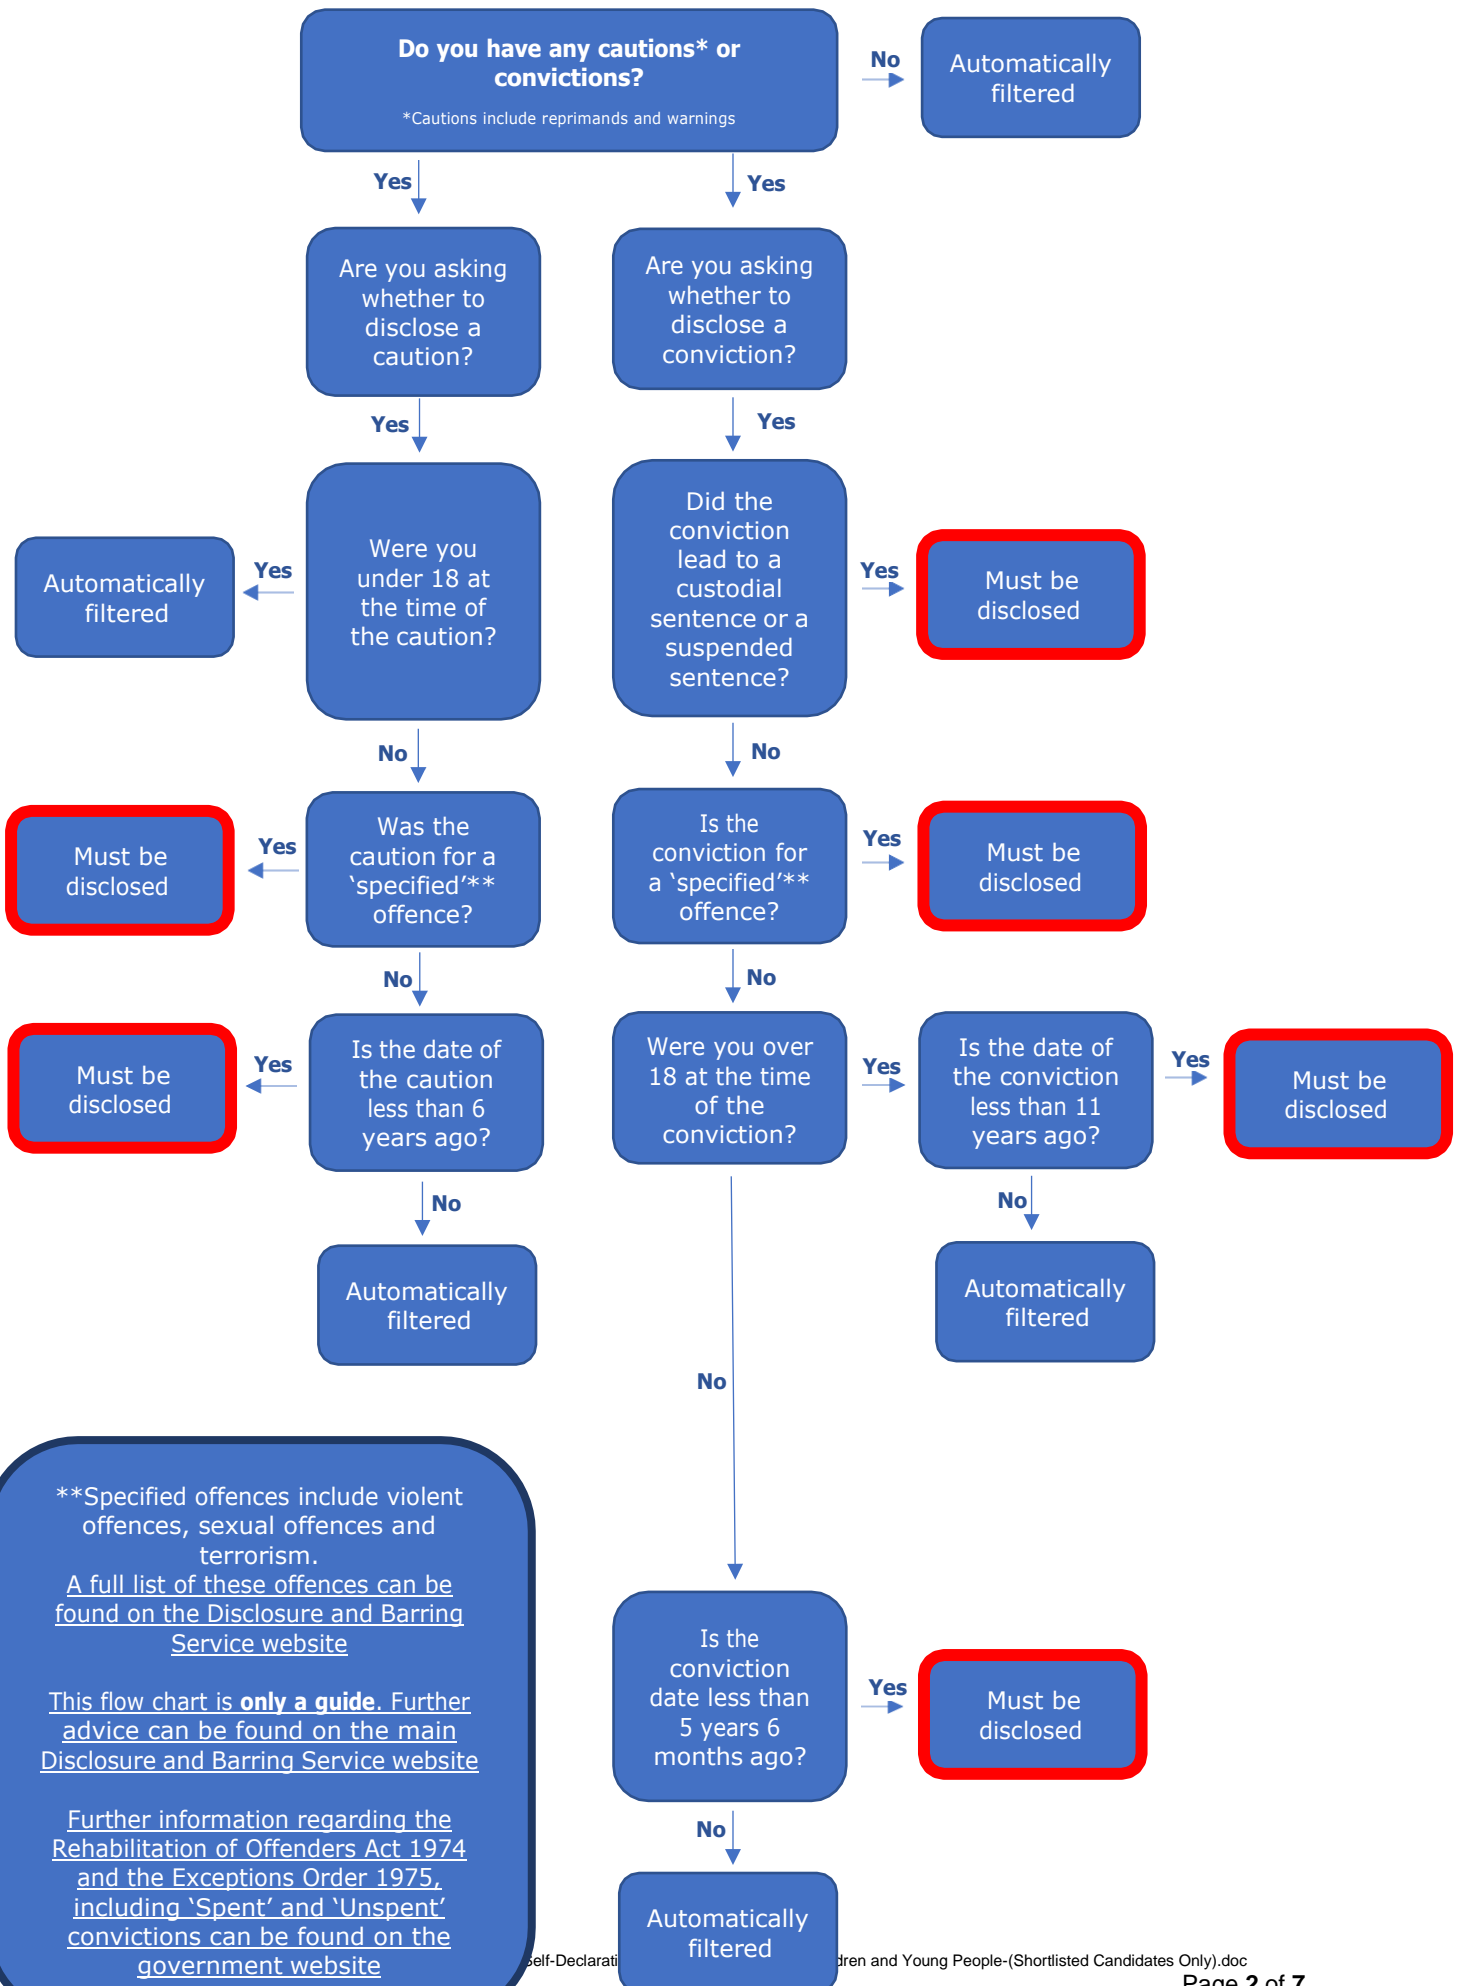 Do you have any cautions* or
convictions?
*Cautions include reprimands and warnings
No
Automatically
filtered
Yes
Yes
Are you asking
whether to
disclose a
caution?
Are you asking
whether to
disclose a
conviction?
Yes
Yes
Automatically
filtered
Yes
Were you
under 18 at
the time of
the caution?
Did the
conviction
lead to a
custodial
sentence or a
suspended
sentence?
Yes
Must be
disclosed
No
No
Must be
disclosed
Yes
Was the
caution for a
‘specified’**
offence?
Is the
conviction for
a ‘specified’**
offence?
Yes
Must be
disclosed
No
No
Must be
disclosed
Yes
Is the date of
the caution
less than 6
years ago?
Were you over
18 at the time
of the
conviction?
Yes
Is the date of
the conviction
less than 11
years ago?
Yes
Must be
disclosed
No
No
Automatically
filtered
Automatically
filtered
No
**Specified offences include violent
offences, sexual offences and
terrorism.
A full list of these offences can be
found on the Disclosure and Barring
Service website
This flow chart is only a guide. Further
advice can be found on the main
Disclosure and Barring Service website
Further information regarding the
Rehabilitation of Offenders Act 1974
and the Exceptions Order 1975,
including ‘Spent’ and ‘Unspent’
convictions can be found on the
government website
Is the
conviction
date less than
5 years 6
months ago?
Yes
Must be
disclosed
No
Automatically
filtered
and Young People-(Shortlisted Candidates Only).doc
Page 2 of 7